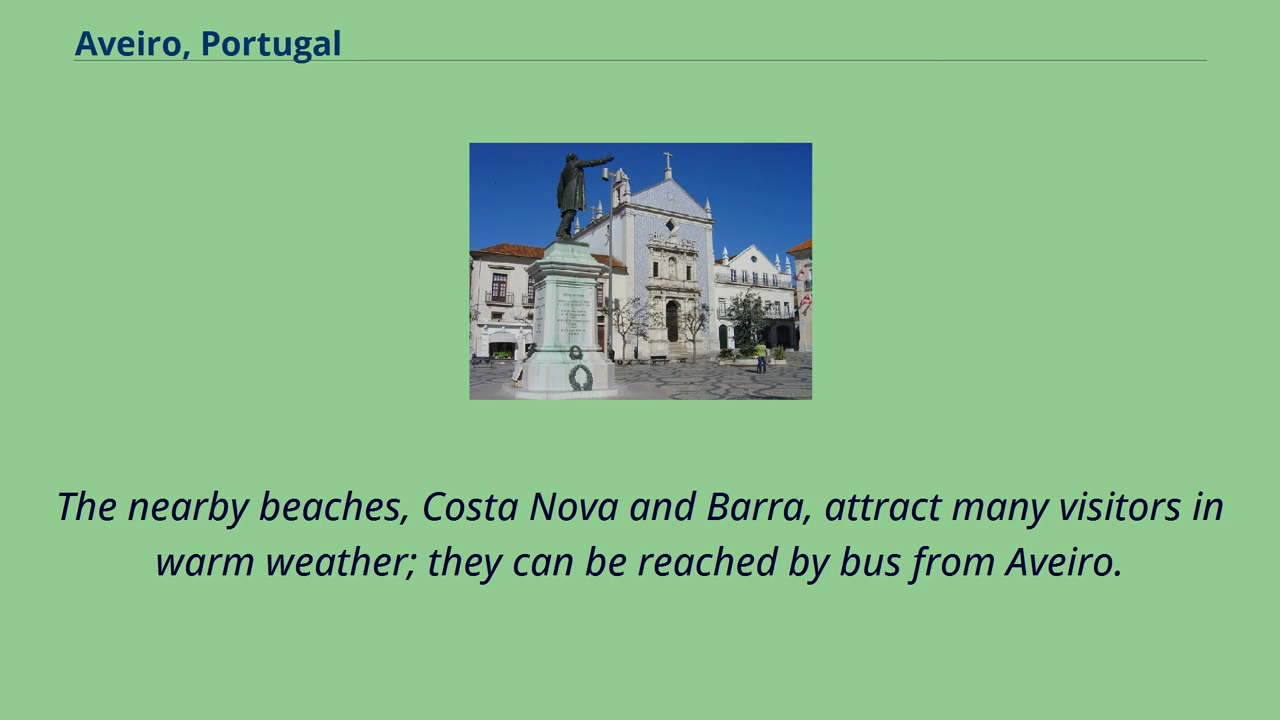 Aveiro, Portugal
The nearby beaches, Costa Nova and Barra, attract many visitors in
warm weather; they can be reached by bus from Aveiro.